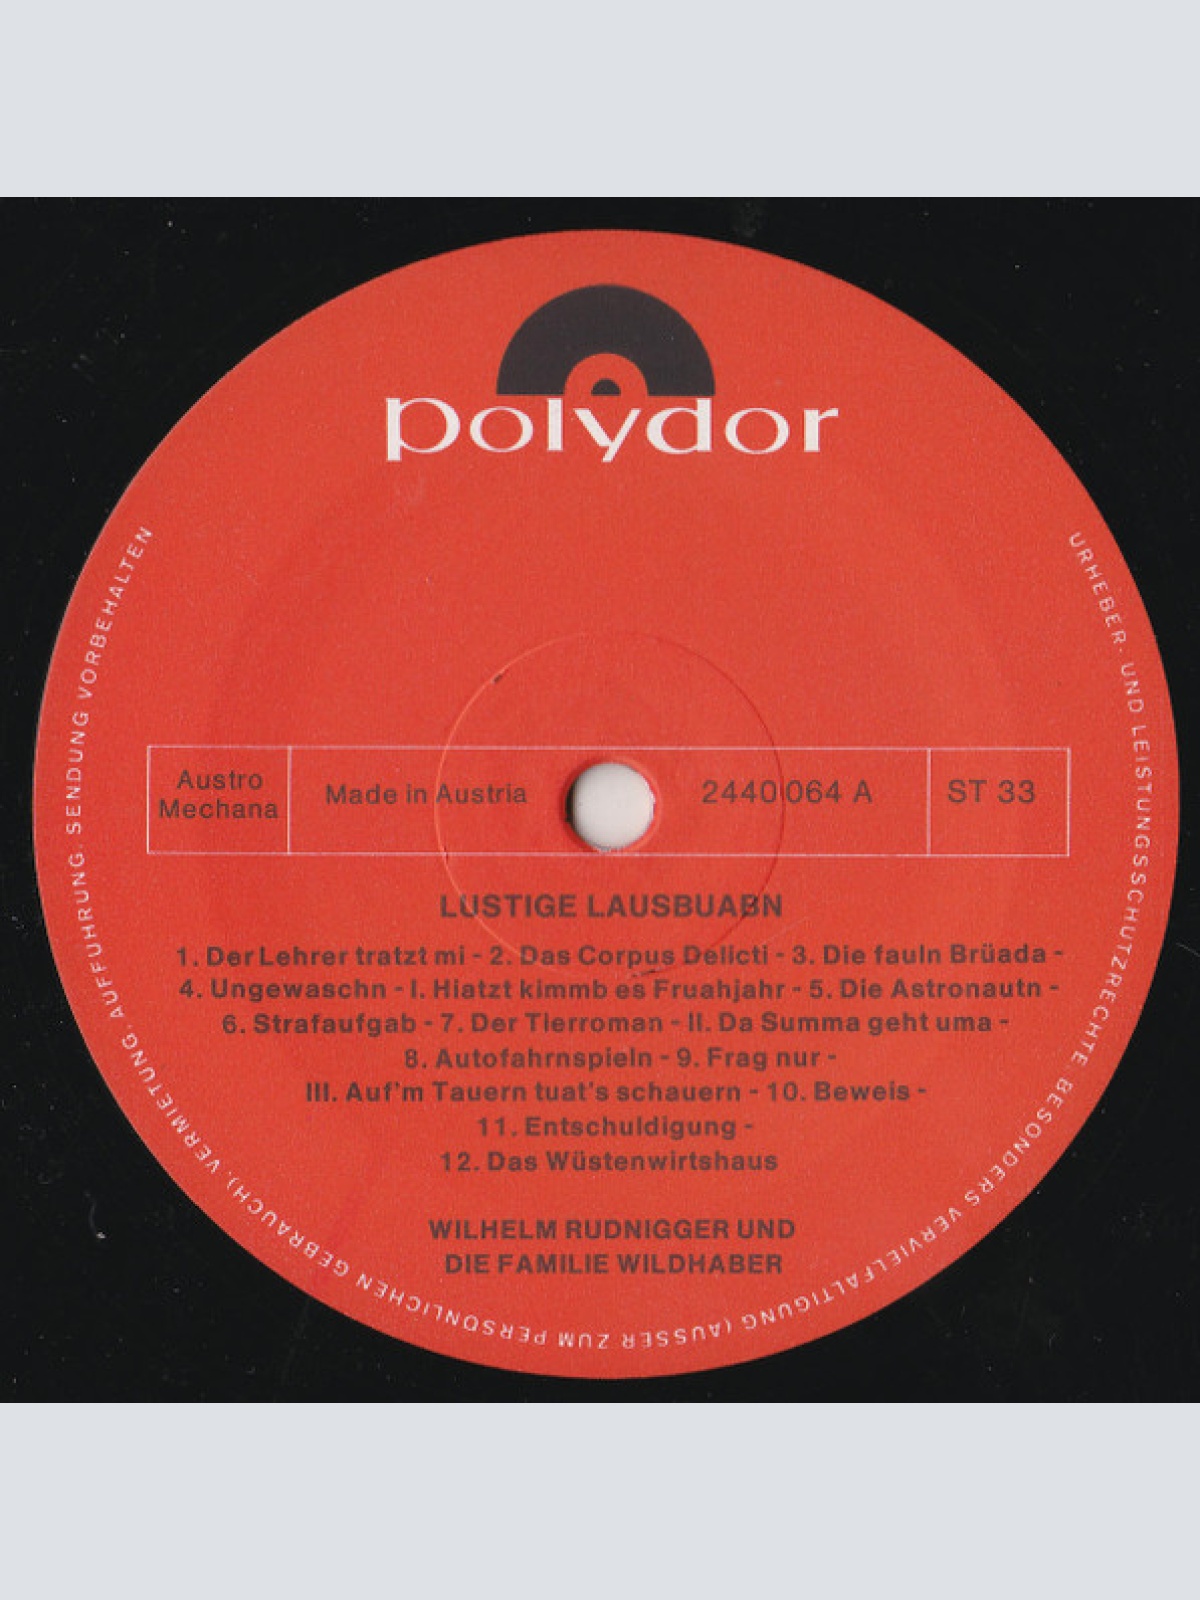 polydor
Austro
Mechana
Made in Austria
2440 064 A
ST 33
LUSTIGE LAUSBUABN
1. Der Lehrer tratzt mi - 2. Das Corpus Delicti - 3. Die fauln Brüada -
4. Ungewaschn - I. Hiatzt kimmb es Fruahjahr - 5. Die Astronautn -
6. Strafaufgab - 7. Der Tierroman - II. Da Summa geht uma -
8. Autofahrnspieln - 9. Frag nur -
III. Auf'm Tauern tuat's schauern - 10. Beweis -
11. Entschuldigung -
12. Das Wüstenwirtshaus
WILHELM RUDNIGGER UND
DIE FAMILIE WILDHABER
URHEBER- UND LEISTUNGSSCHUTZRECHTE, BESONDERS VERVIELFÄLTIGUNG (AUSSER ZUM PERSÖNLICHEN GEBRAUCH), VERMIETUNG, AUFFÜHRUNG, SENDUNG VORBEHALTEN